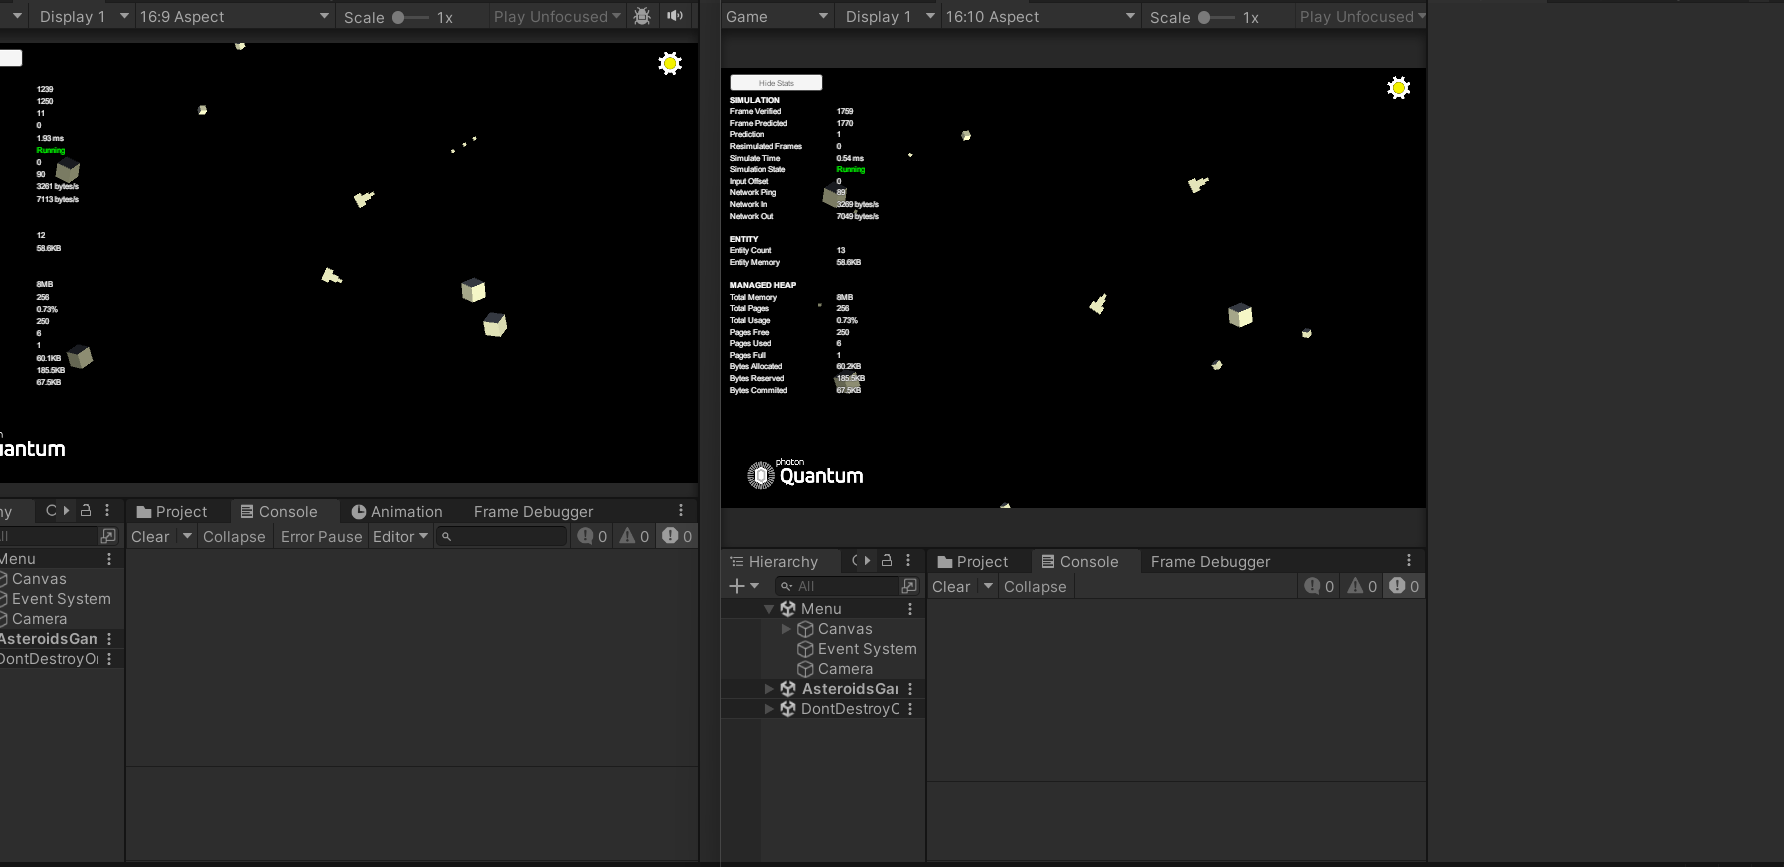 Display 1 16:9 Aspect Scale 1x Play Unfocused
1239
1250
11
0
1.93 ms
Running
0
90
3261 bytes/s
7113 bytes/s
12
58.6KB
8MB
256
0.73%
250
6
1
60.1KB
185.5KB
67.5KB
n
uantum
ny C
Project Console Animation Frame Debugger
Clear Collapse Error Pause Editor 0 0 0
All
Menu
Canvas
Event System
Camera
AsteroidsGam
DontDestroyO
Game Display 1 16:10 Aspect Scale 1x Play Unfocused
Hide Stats
SIMULATION
Frame Verified 1759
Frame Predicted 1770
Prediction 1
Resimulated Frames 0
Simulate Time 0.54 ms
Simulation State Running
Input Offset 0
Network Ping 89
Network In 3269 bytes/s
Network Out 7049 bytes/s
ENTITY
Entity Count 13
Entity Memory 58.6KB
MANAGED HEAP
Total Memory 8MB
Total Pages 256
Total Usage 0.73%
Pages Free 250
Pages Used 6
Pages Full 1
Bytes Allocated 60.2KB
Bytes Reserved 185.5KB
Bytes Commited 67.5KB
photon
Quantum
Hierarchy
Project Console Frame Debugger
All
Clear Collapse 0 0 0
Menu
Canvas
Event System
Camera
AsteroidsGa
DontDestroyO